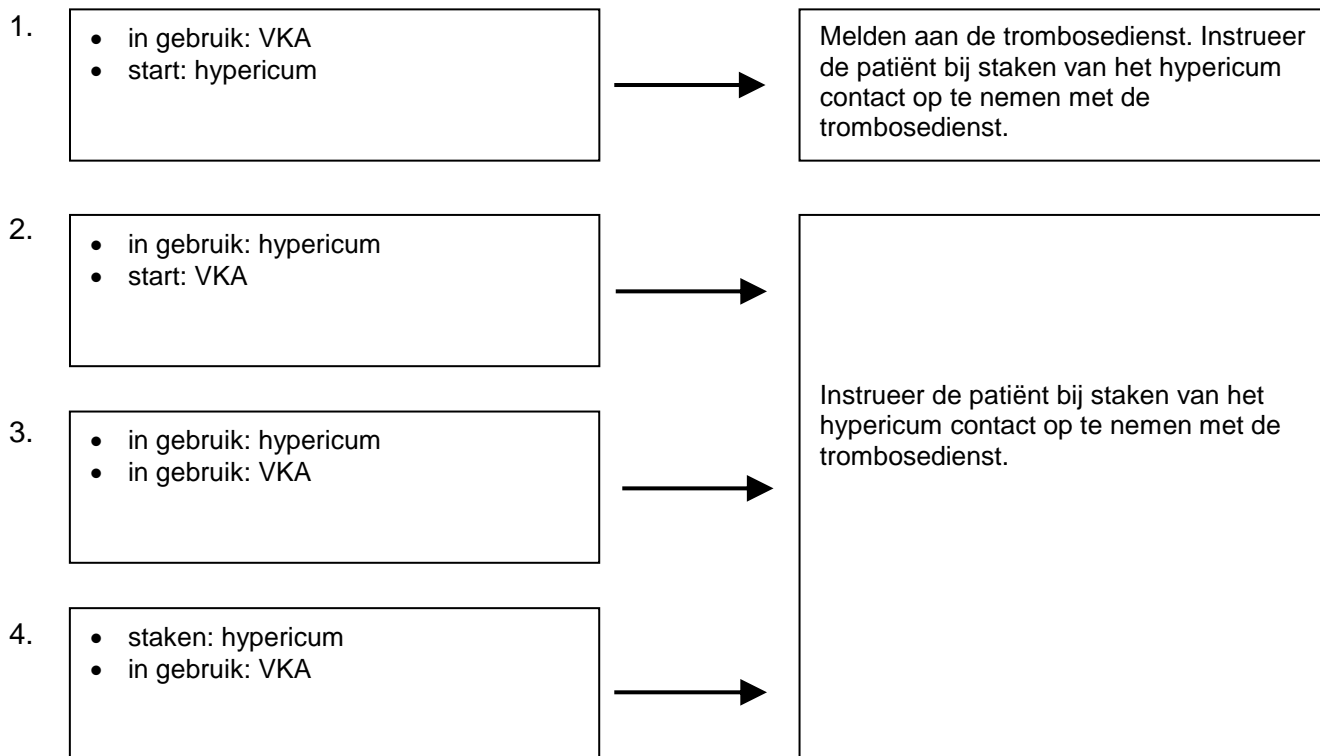 1.
• in gebruik: VKA
• start: hypericum
Melden aan de trombosedienst. Instrueer
de patiënt bij staken van het hypericum
contact op te nemen met de
trombosedienst.
2.
• in gebruik: hypericum
• start: VKA
3.
• in gebruik: hypericum
• in gebruik: VKA
Instrueer de patiënt bij staken van het
hypericum contact op te nemen met de
trombosedienst.
4.
• staken: hypericum
• in gebruik: VKA